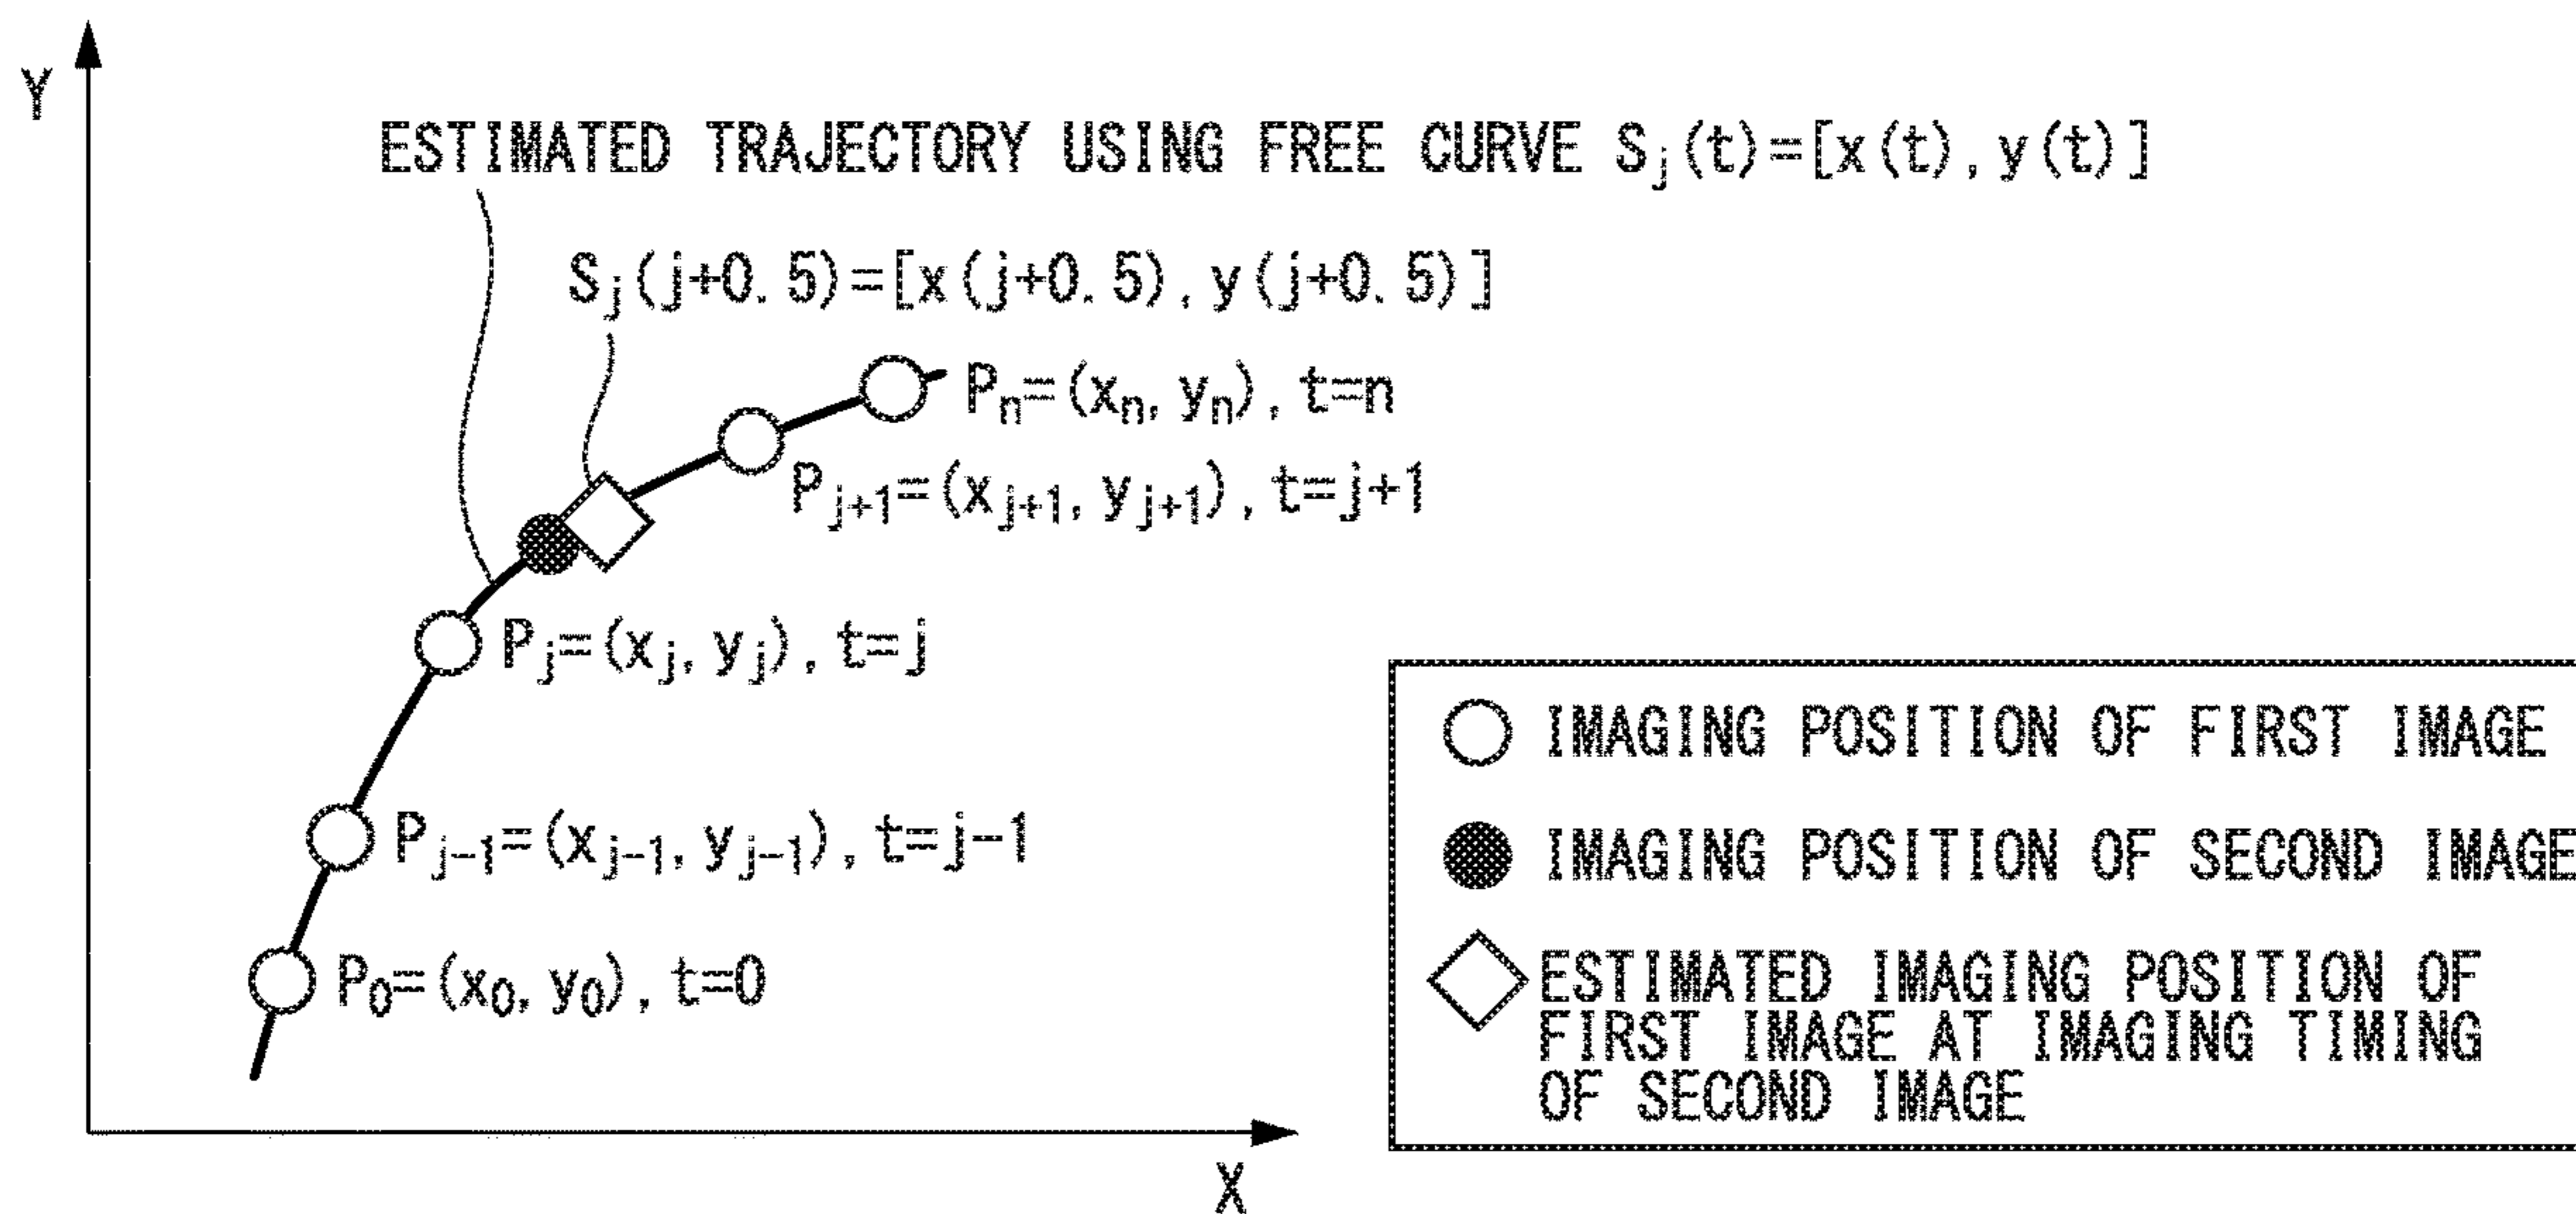 Y
ESTIMATED TRAJECTORY USING FREE CURVE Sj(t)=[x(t), y(t)]
Sj(j+0.5)=[x(j+0.5), y(j+0.5)]
Pn=(xn, yn), t=n
Pj+1=(xj+1, yj+1), t=j+1
Pj=(xj, yj), t=j
Pj-1=(xj-1, yj-1), t=j-1
P0=(x0, y0), t=0
X
IMAGING POSITION OF FIRST IMAGE
IMAGING POSITION OF SECOND IMAGE
ESTIMATED IMAGING POSITION OF
FIRST IMAGE AT IMAGING TIMING
OF SECOND IMAGE